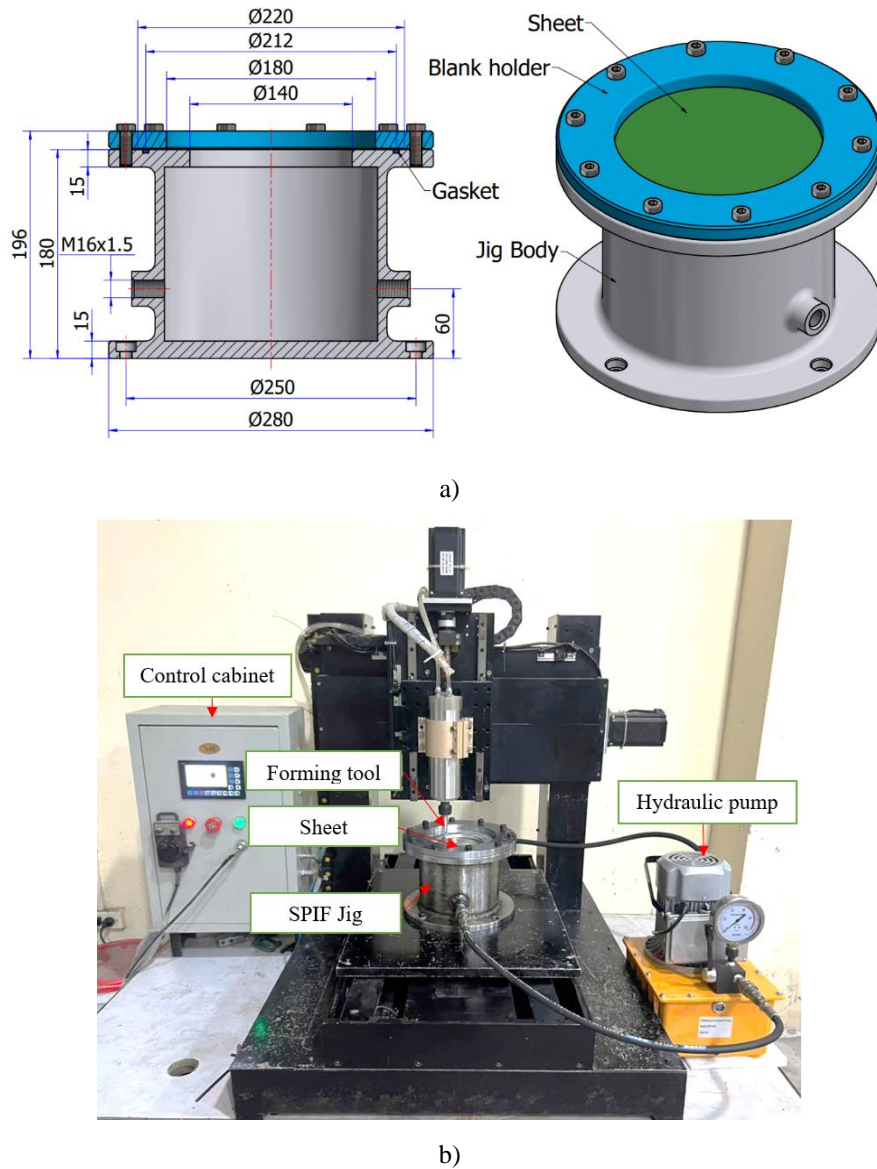 Ø220
Ø212
Ø180
Ø140
Sheet
Blank holder
Gasket
15
196
180
M16x1.5
15
60
Jig Body
Ø250
Ø280
a)
Control cabinet
Forming tool
Sheet
SPIF Jig
Hydraulic pump
b)